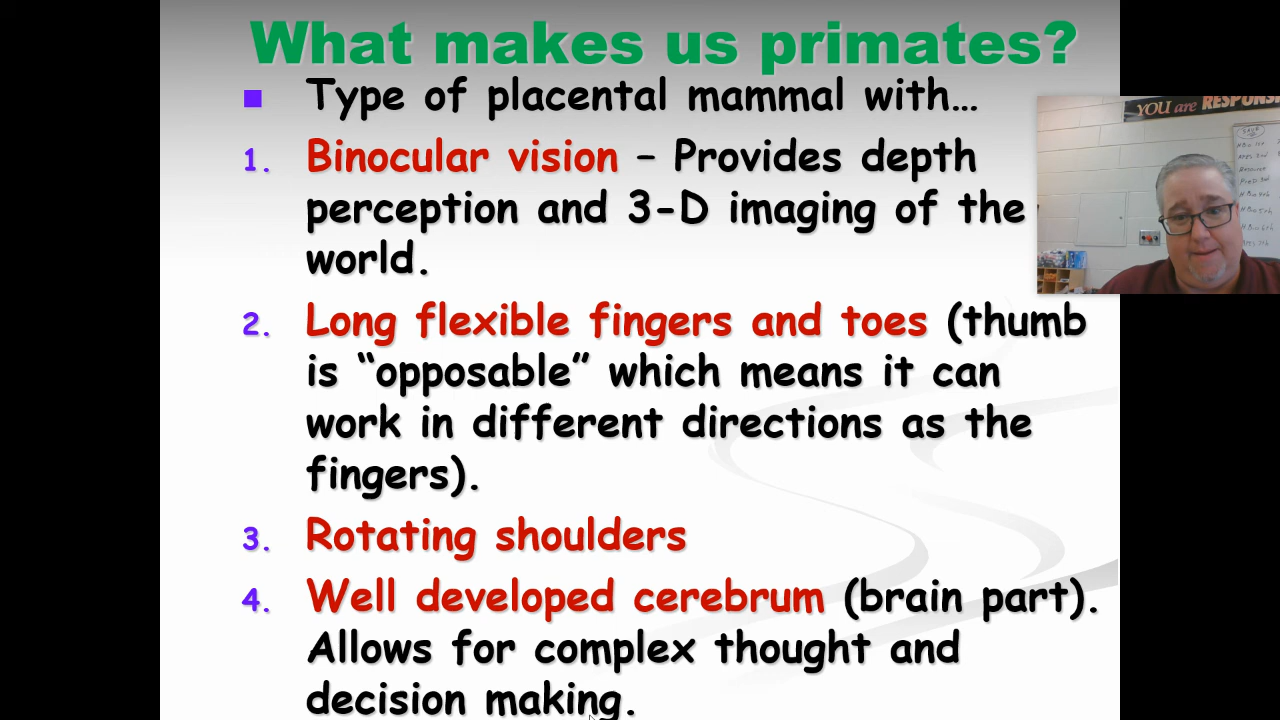 What makes us primates?
Type of placental mammal with...
1. Binocular vision – Provides depth
perception and 3-D imaging of the
world.
2. Long flexible fingers and toes (thumb
is “opposable” which means it can
work in different directions as the
fingers).
3. Rotating shoulders
4. Well developed cerebrum (brain part).
Allows for complex thought and
decision making.
YOU are RESPONS